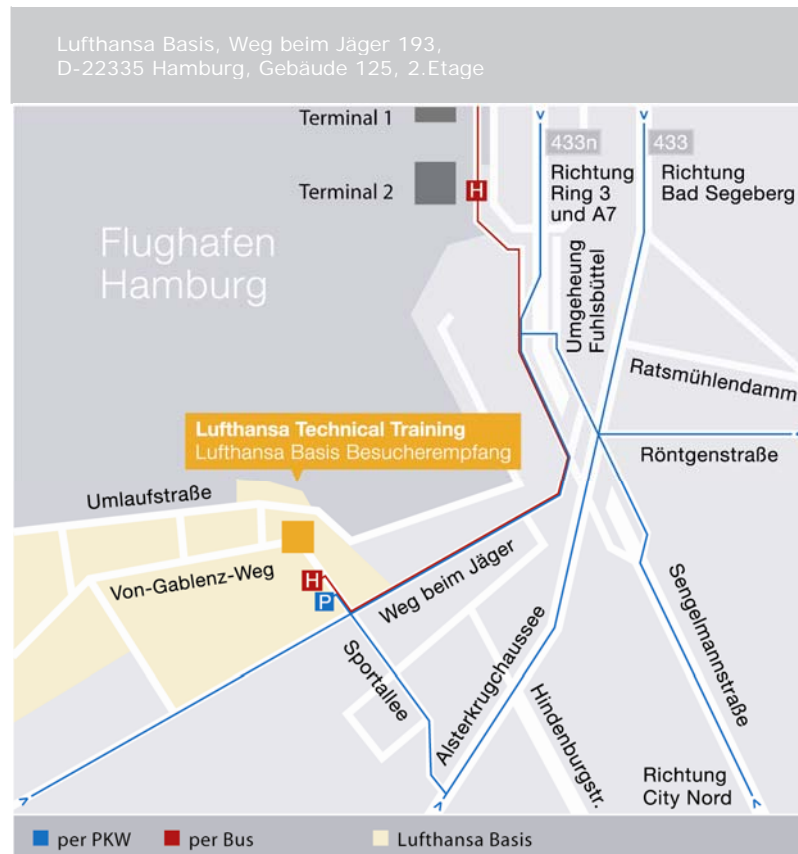 Lufthansa Basis, Weg beim Jäger 193,
D-22335 Hamburg, Gebäude 125, 2.Etage
Terminal 1
Terminal 2
H
433n
Richtung
Ring 3
und A7
433
Richtung
Bad Segeberg
Flughafen
Hamburg
Umgeheung
Fuhlsbüttel
Ratsmühlendamm
Röntgenstraße
Lufthansa Technical Training
Lufthansa Basis Besucherempfang
Umlaufstraße
Von-Gablenz-Weg
H
P
Weg beim Jäger
Sportallee
Alsterkrugchaussee
Hindenburgstr.
Sengelmannstraße
Richtung
City Nord
per PKW
per Bus
Lufthansa Basis